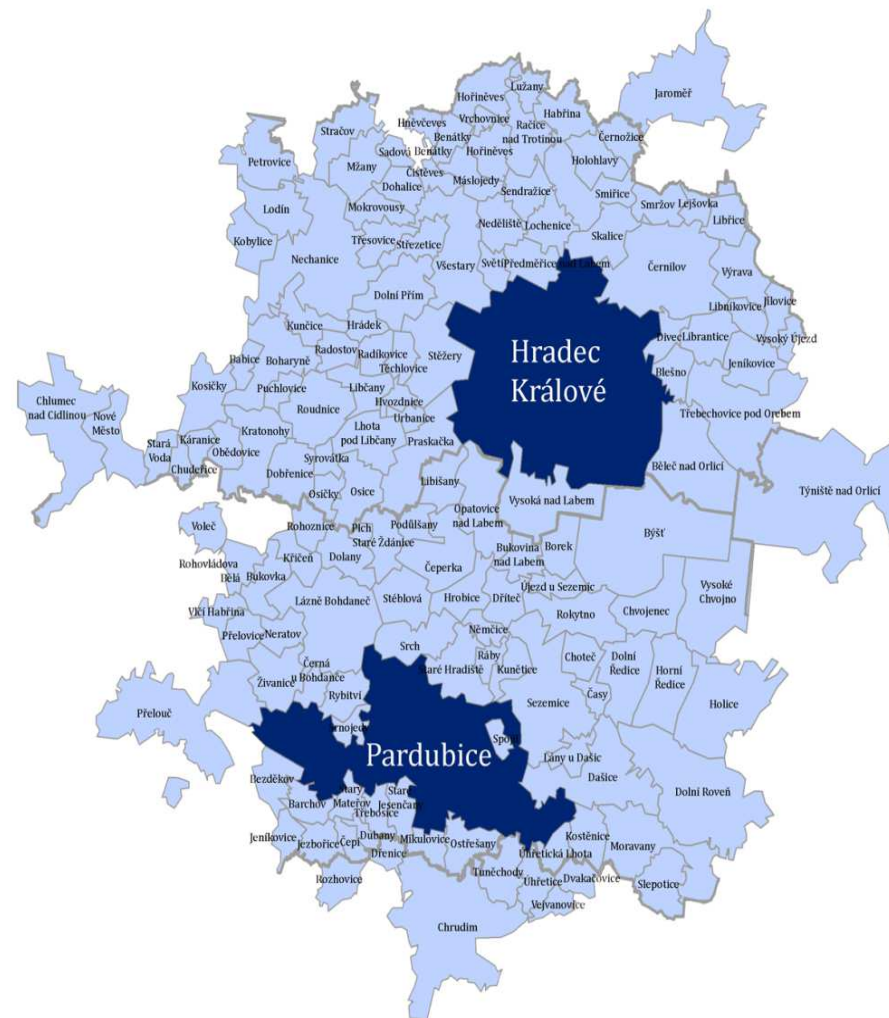 Jaroměř
Lužany
Hořiněves
Habřina
Vrchovnice
Hněvčeves
Račice
nad Trotinou
Stračov
Benátky
Černožice
Sadová
Benátky
Hořiněves
Petrovice
Mžany
Holohlavy
Čistěves
Máslojedy
Dohalice
Sendražice
Smiřice
Lodín
Mokrovousy
Smržov
Lejšovka
Libřice
Neděliště
Lochenice
Skalice
Kobylice
Třesovice
Střezetice
Nechanice
Všestary
Světí
Předměřice nad Labem
Černilov
Výrava
Dolní Přím
Libníkovice
Jílovice
Kunčice
Hrádek
Divec
Librantice
Vysoký Újezd
Radostov
Radíkovice
Stěžery
Hradec
Králové
Babice
Boharyně
Těchlovice
Blešno
Jeníkovice
Kosičky
Puchlovice
Libčany
Chlumec
nad Cidlinou
Hvozdnice
Roudnice
Nové
Město
Urbanice
Třebechovice pod Orebem
Lhota
pod Libčany
Kratonohy
Káranice
Stará
Voda
Praskačka
Obědovice
Syrovátka
Chudeřice
Běleč nad Orlicí
Dobřenice
Libišany
Osičky
Osice
Týniště nad Orlicí
Vysoká nad Labem
Opatovice
nad Labem
Voleč
Rohoznice
Plch
Podůlšany
Býšť
Staré Ždánice
Křičeň
Dolany
Bukovina
nad Labem
Borek
Rohovládova
Bělá
Bukovka
Čeperka
Vysoké
Chvojno
Újezd u Sezemic
Lázně Bohdaneč
Stéblová
Hrobice
Dříteč
Vlčí Habřina
Rokytno
Chvojenec
Přelovice
Neratov
Němčice
Srch
Ráby
Choteč
Dolní
Ředice
Staré Hradiště
Kunětice
Horní
Ředice
Černá
u Bohdanče
Živanice
Rybitví
Časy
Sezemice
Holice
Přelouč
Srnojedy
Spojil
Pardubice
Lány u Dašic
Dašice
Bezděkov
Dolní Roveň
Starý
Mateřov
Staré
Jesenčany
Barchov
Třebosice
Jeníkovice
Jezbořice
Čepí
Dubany
Mikulovice
Ostřešany
Kostěnice
Moravany
Dřenice
Úhřetická Lhota
Rozhovice
Tuněchody
Úhřetice
Dvakačovice
Slepotice
Vejvanovice
Chrudim